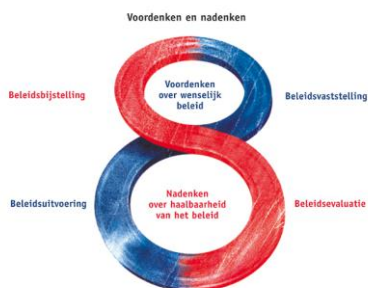 Voordenken en nadenken
Voordenken
over wenselijk
beleid
Beleidsbijstelling
Beleidsvaststelling
Nadenken
over haalbaarheid
van het beleid
Beleidsuitvoering
Beleidsevaluatie